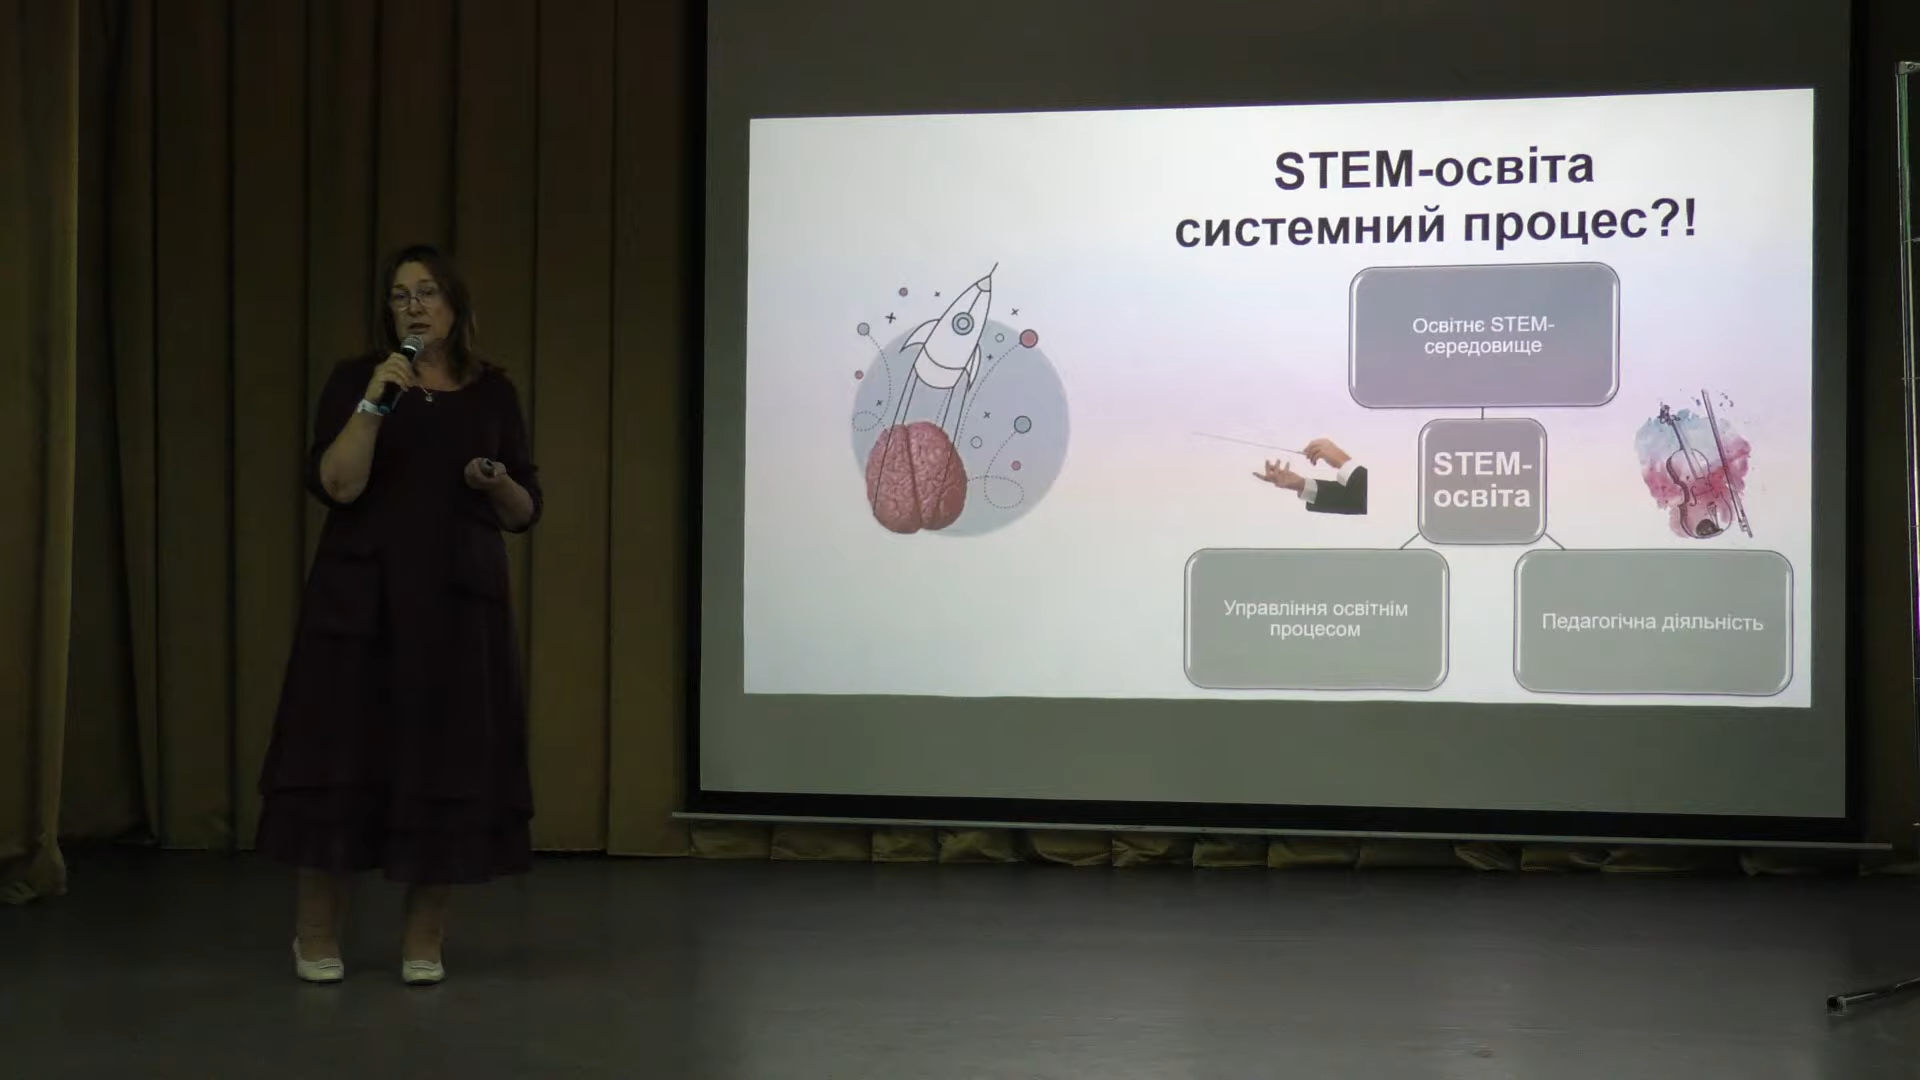 STEM-освіта
системний процес?!
Освітнє STEM-
середовище
STEM-
освіта
Управління освітнім
процесом
Педагогічна діяльність